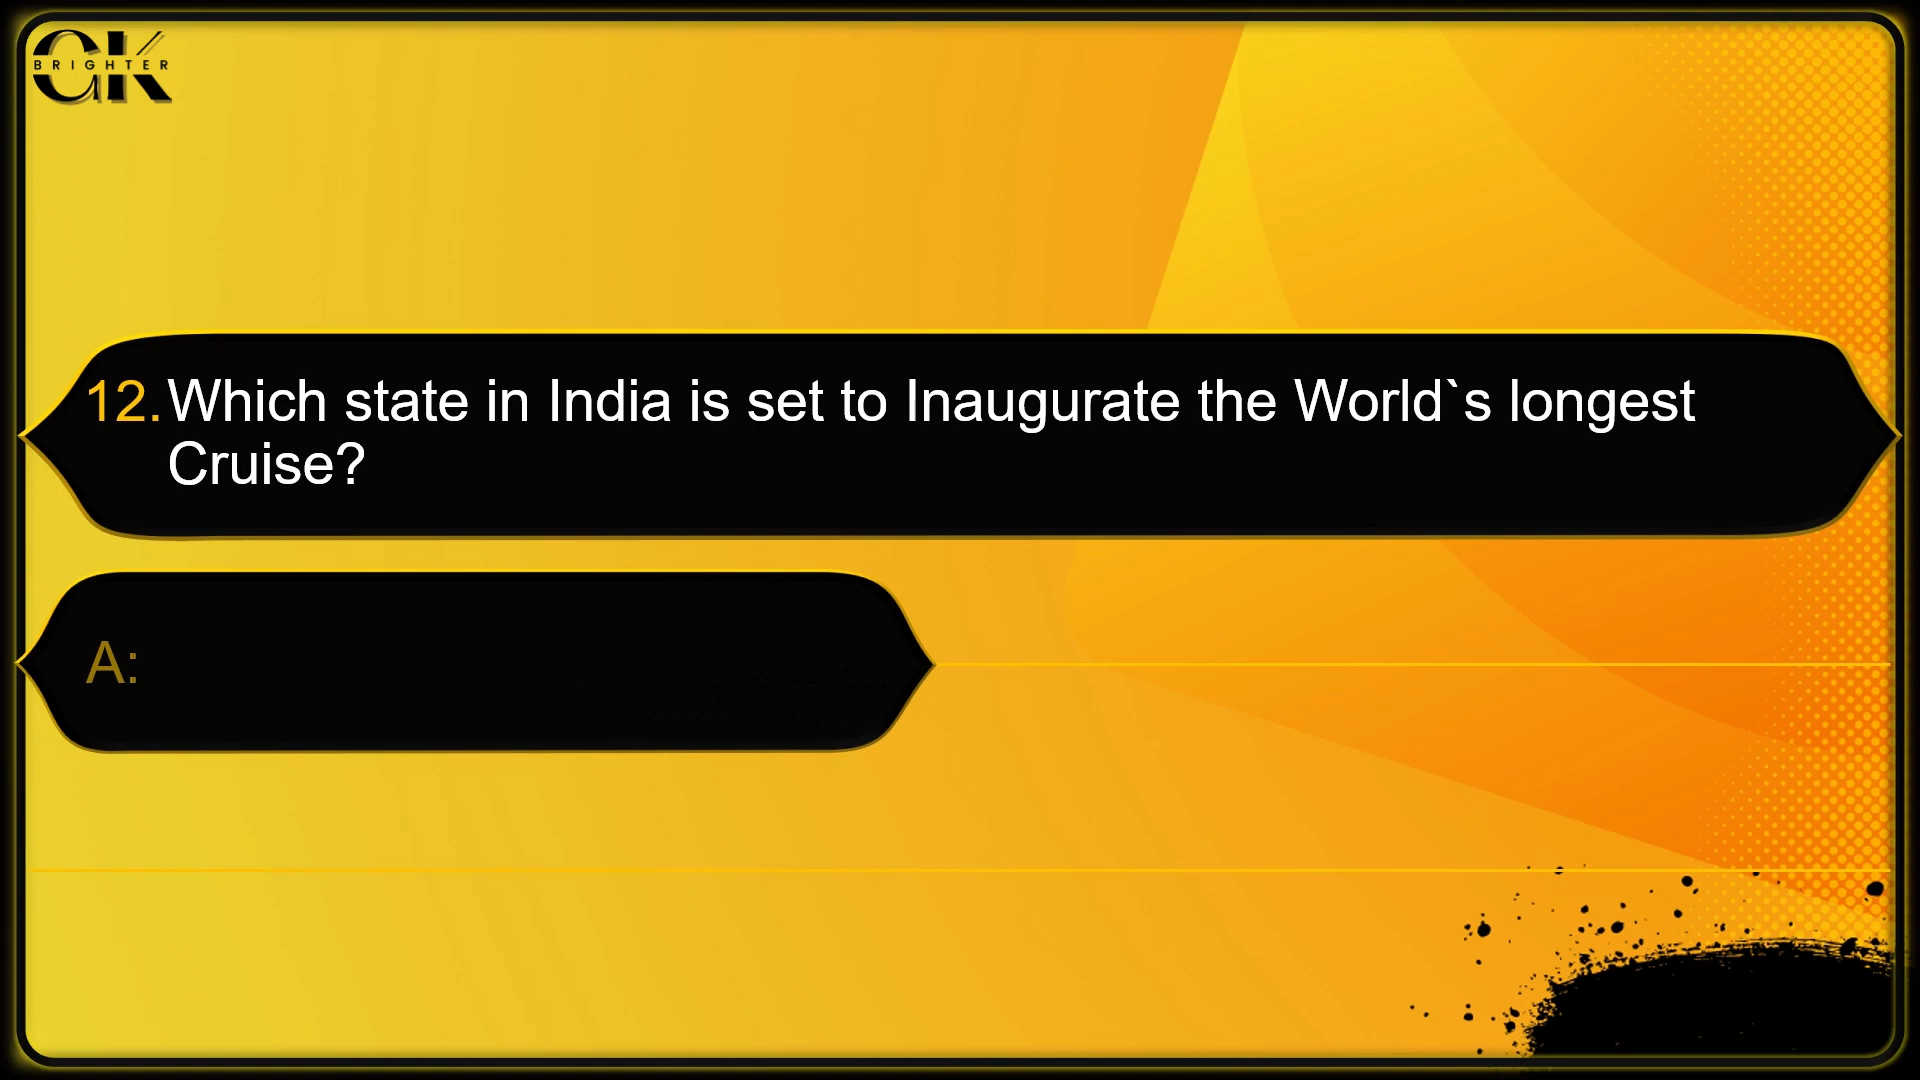 GK
BRIGHTER
12. Which state in India is set to Inaugurate the World`s longest
Cruise?
A: